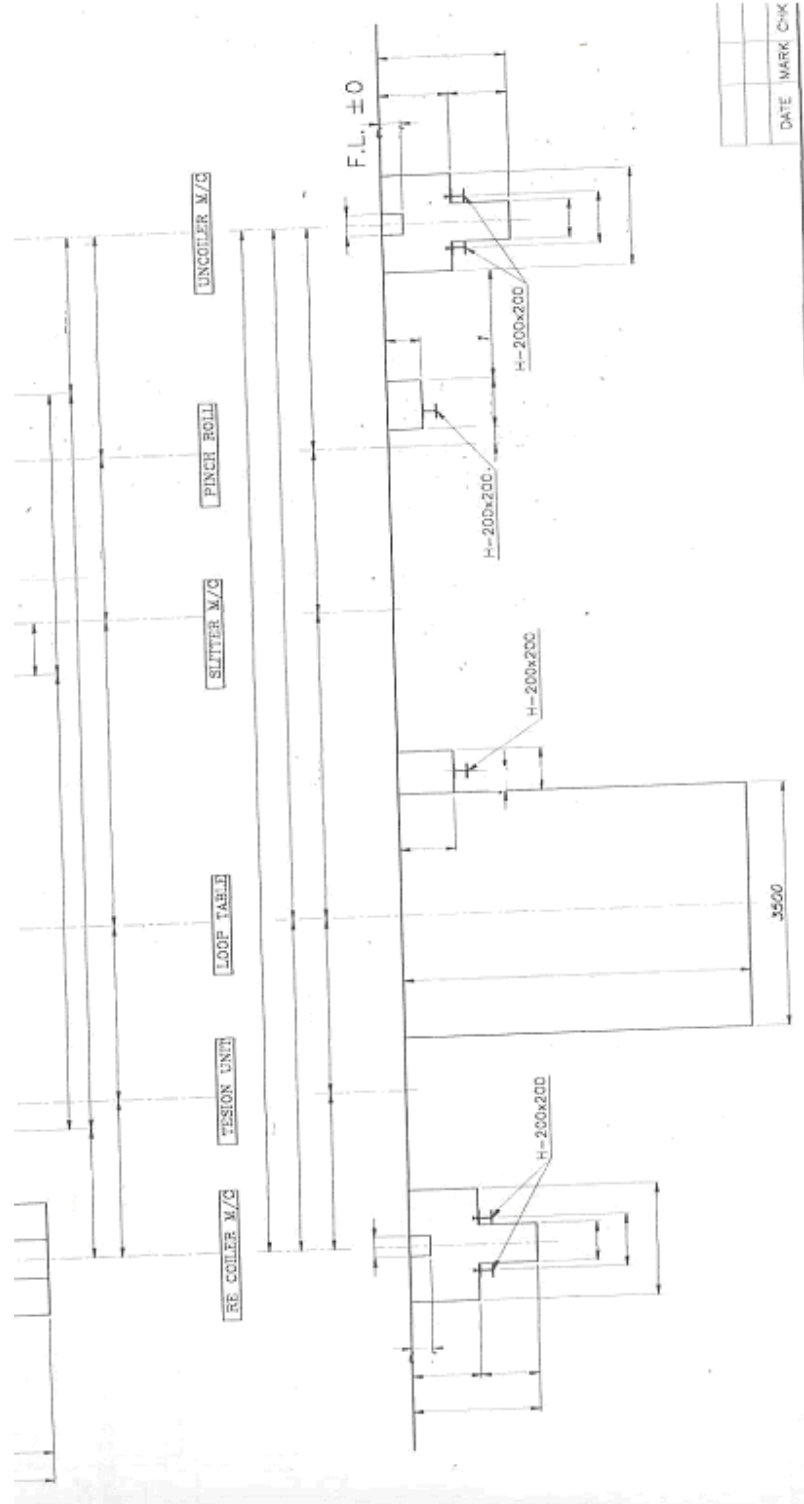 RE COILER M/C
TESION UNIT
LOOP TABLE
SLITTER M/C
PINCH ROLL
UNCOILER M/C
F.L. ±0
H-200x200
H-200x200
H-200x200
H-200x200
3500
DATE MARK CHK